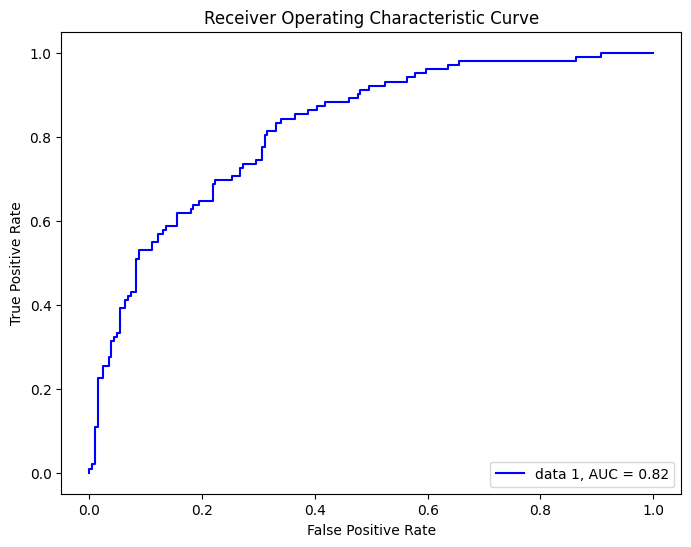 Receiver Operating Characteristic Curve
1.0
0.8
0.6
0.4
0.2
0.0
True Positive Rate
data 1, AUC = 0.82
0.0 0.2 0.4 0.6 0.8 1.0
False Positive Rate